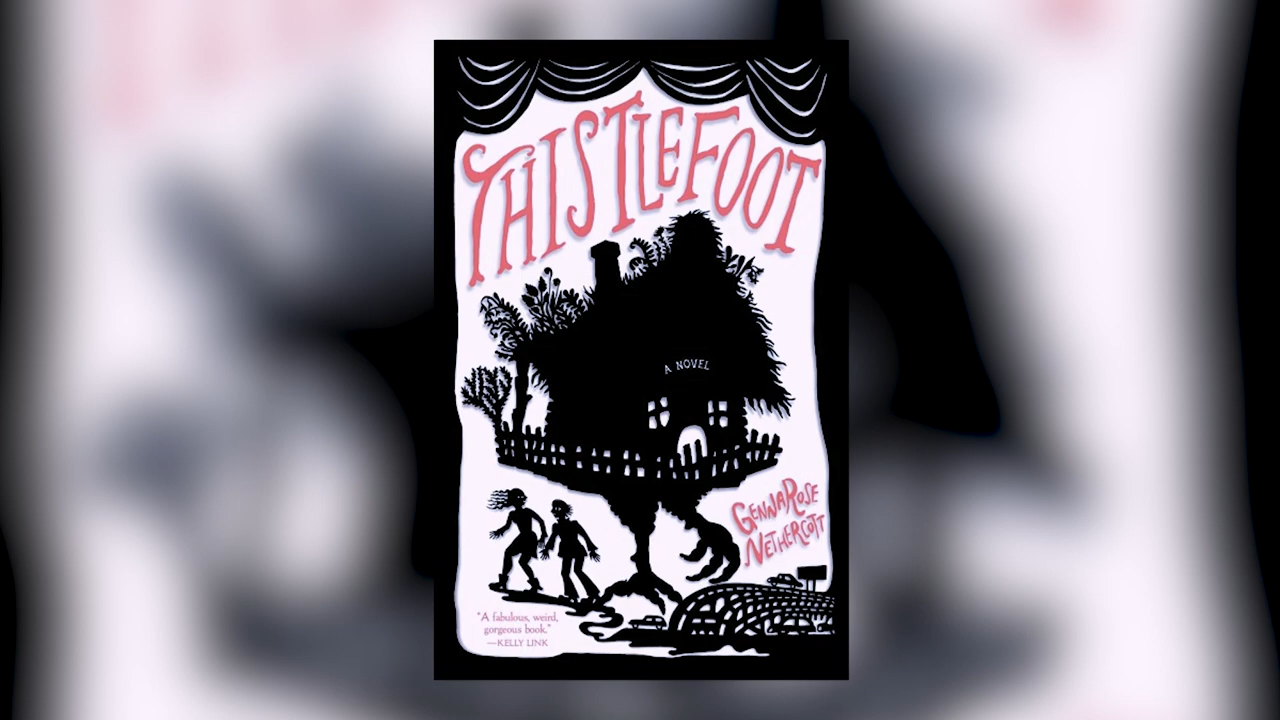 THISTLEFOOT
A NOVEL
GENNAROSE
NETHERCOTT
"A fabulous, weird,
gorgeous book."
—KELLY LINK